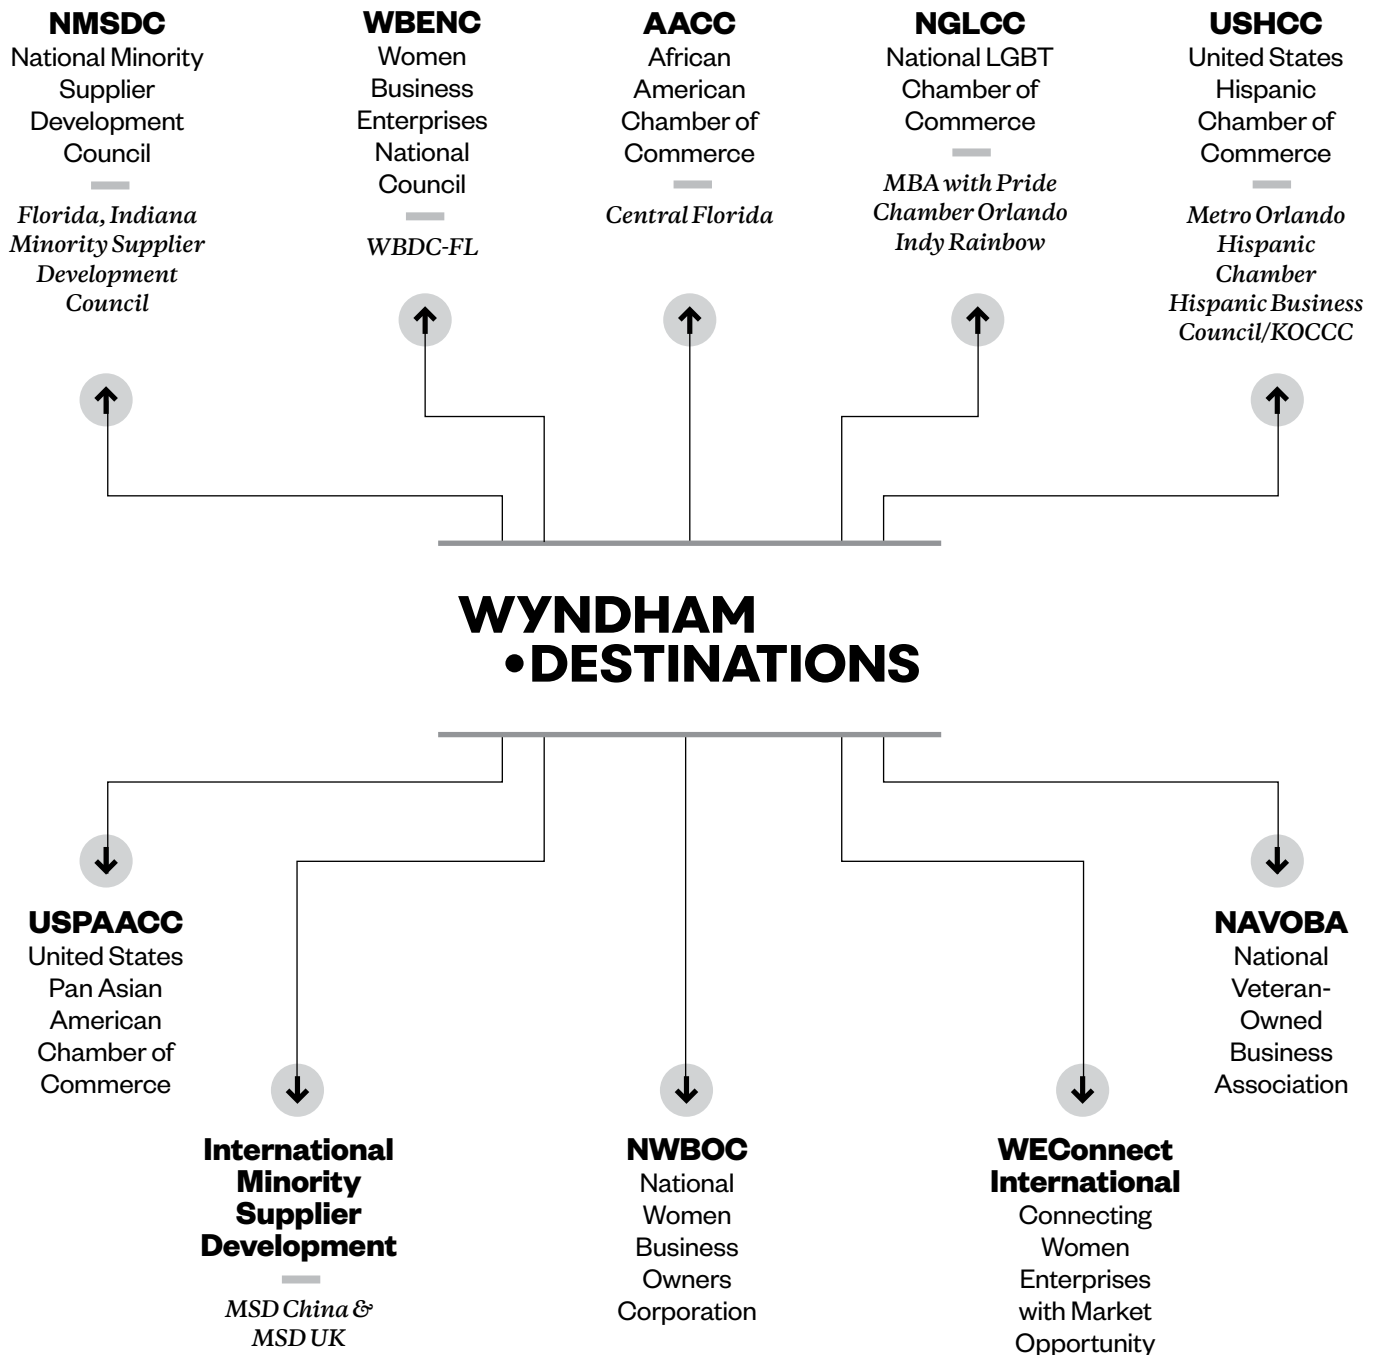 NMSDC
National Minority
Supplier
Development
Council
Florida, Indiana
Minority Supplier
Development
Council
WBENC
Women
Business
Enterprises
National
Council
WBDC-FL
AACC
African
American
Chamber of
Commerce
Central Florida
NGLCC
National LGBT
Chamber of
Commerce
MBA with Pride
Chamber Orlando
Indy Rainbow
USHCC
United States
Hispanic
Chamber of
Commerce
Metro Orlando
Hispanic
Chamber
Hispanic Business
Council/KOCCC
WYNDHAM
•DESTINATIONS
USPAACC
United States
Pan Asian
American
Chamber of
Commerce
International
Minority
Supplier
Development
MSD China &
MSD UK
NWBOC
National
Women
Business
Owners
Corporation
WEConnect
International
Connecting
Women
Enterprises
with Market
Opportunity
NAVOBA
National
Veteran-
Owned
Business
Association